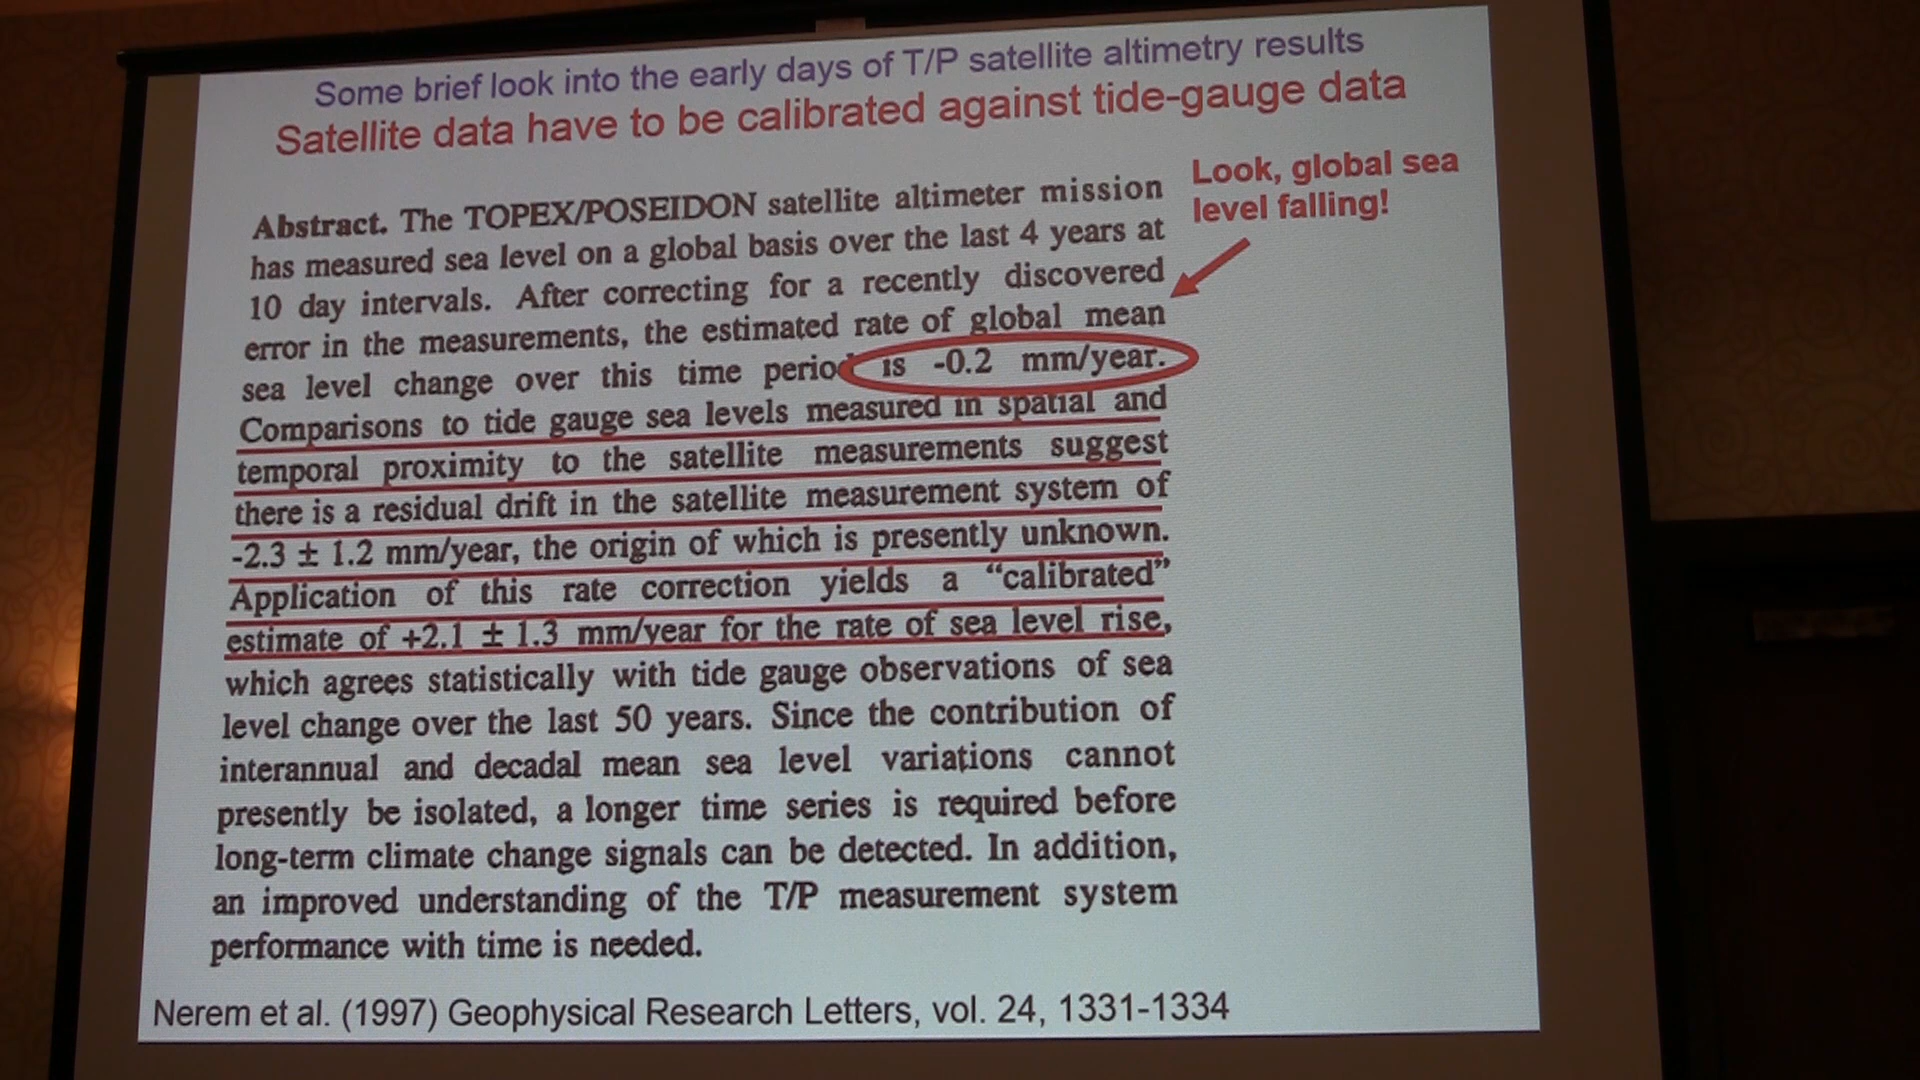 Some brief look into the early days of T/P satellite altimetry results
Satellite data have to be calibrated against tide-gauge data
Look, global sea
level falling!
Abstract. The TOPEX/POSEIDON satellite altimeter mission
has measured sea level on a global basis over the last 4 years at
10 day intervals. After correcting for a recently discovered
error in the measurements, the estimated rate of global mean
sea level change over this time period is -0.2 mm/year.
Comparisons to tide gauge sea levels measured in spatial and
temporal proximity to the satellite measurements suggest
there is a residual drift in the satellite measurement system of
-2.3 ± 1.2 mm/year, the origin of which is presently unknown.
Application of this rate correction yields a “calibrated”
estimate of +2.1 ± 1.3 mm/year for the rate of sea level rise,
which agrees statistically with tide gauge observations of sea
level change over the last 50 years. Since the contribution of
interannual and decadal mean sea level variations cannot
presently be isolated, a longer time series is required before
long-term climate change signals can be detected. In addition,
an improved understanding of the T/P measurement system
performance with time is needed.
Nerem et al. (1997) Geophysical Research Letters, vol. 24, 1331-1334